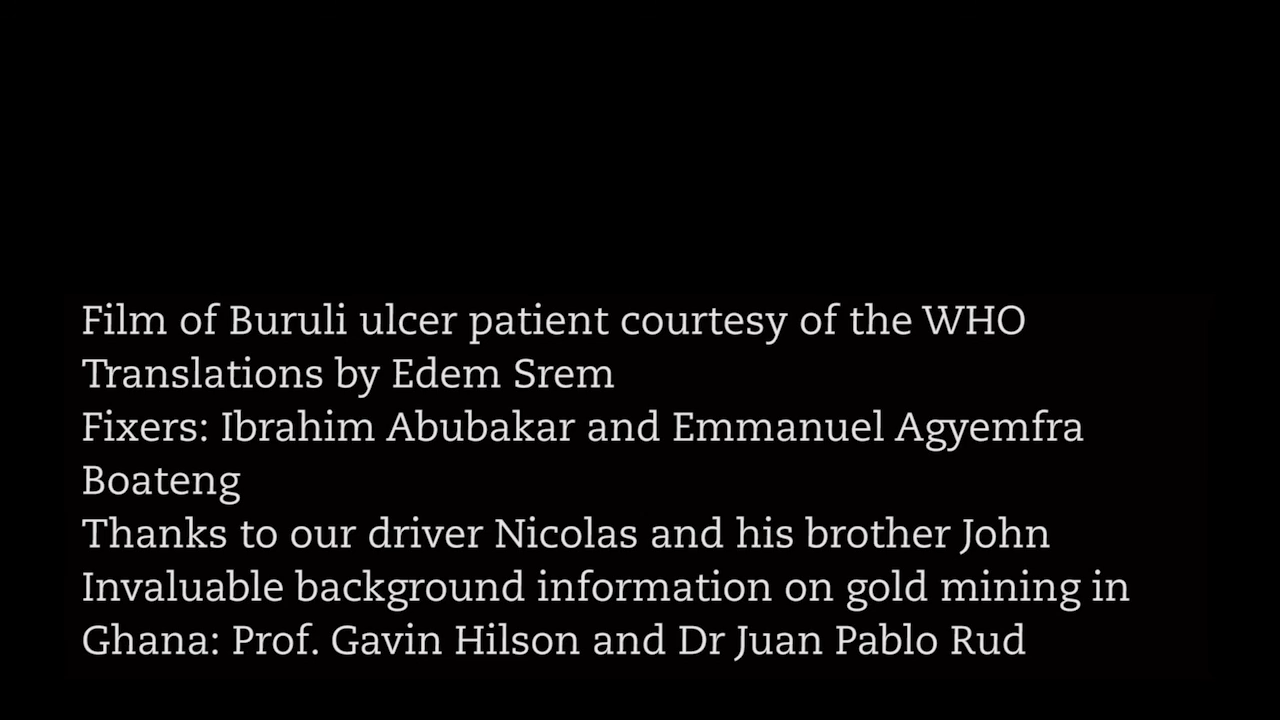 Film of Buruli ulcer patient courtesy of the WHO
Translations by Edem Srem
Fixers: Ibrahim Abubakar and Emmanuel Agyemfra
Boateng
Thanks to our driver Nicolas and his brother John
Invaluable background information on gold mining in
Ghana: Prof. Gavin Hilson and Dr Juan Pablo Rud